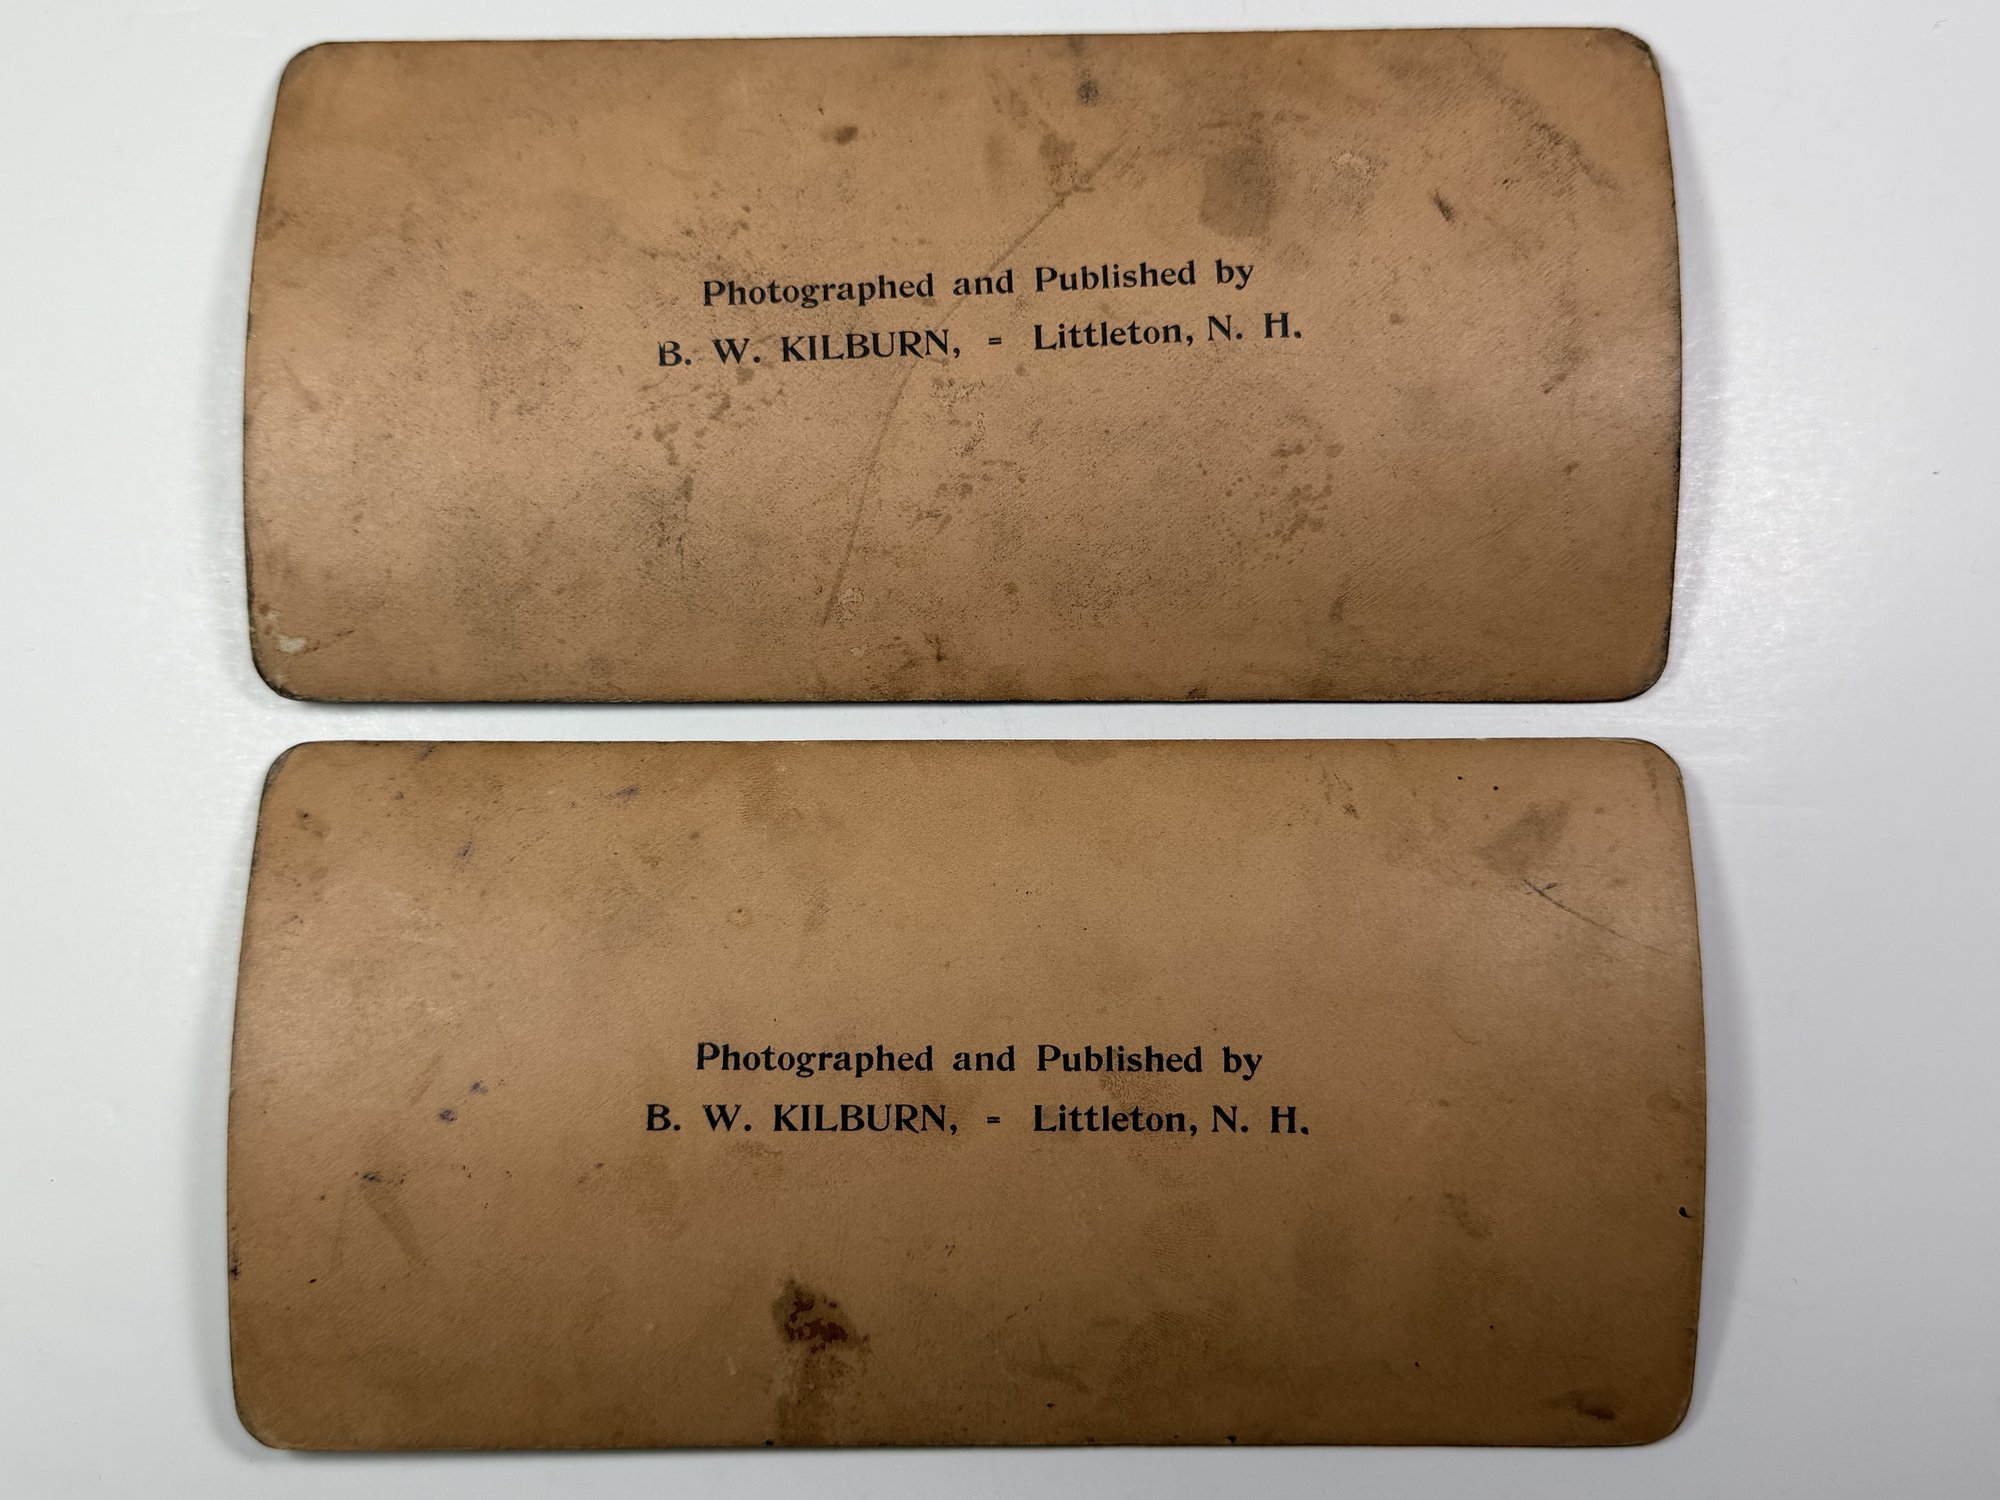 Photographed and Published by
B. W. KILBURN, = Littleton, N. H.
Photographed and Published by
B. W. KILBURN, = Littleton, N. H.